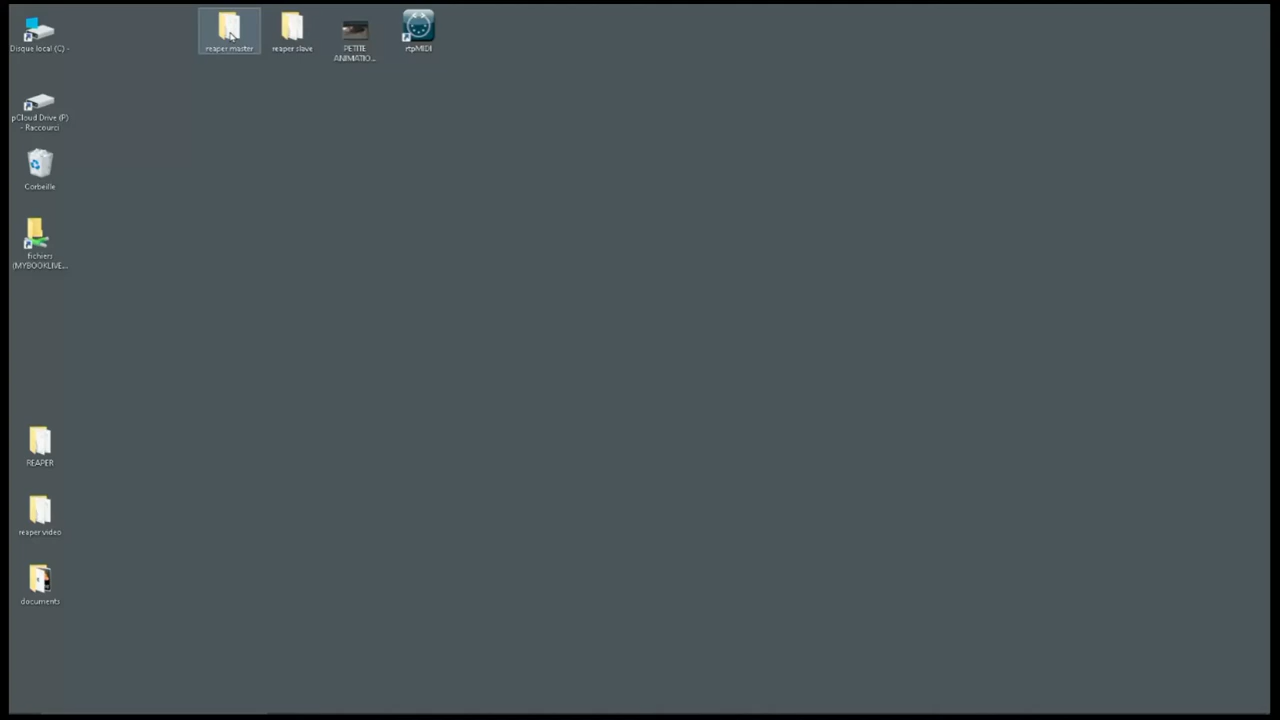 Disque local (C) -
reaper master
reaper slave
PETITE
ANIMATIO...
rtpMIDI
pCloud Drive (P)
- Raccourci
Corbeille
fichiers
(MYBOOKLIVE...
REAPER
reaper video
documents